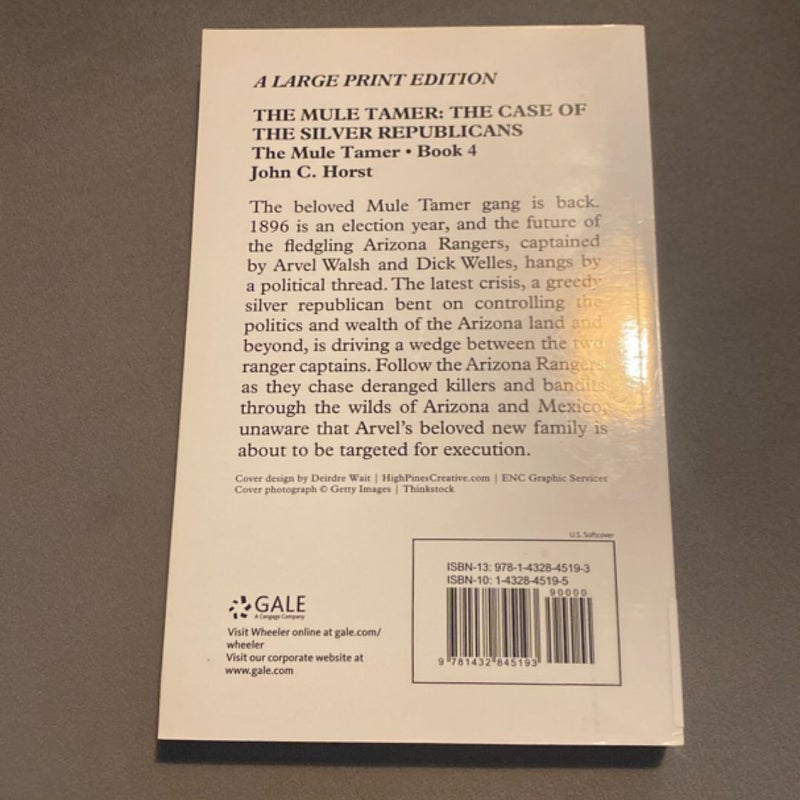 A LARGE PRINT EDITION
THE MULE TAMER: THE CASE OF
THE SILVER REPUBLICANS
The Mule Tamer • Book 4
John C. Horst
The beloved Mule Tamer gang is back.
1896 is an election year, and the future of
the fledgling Arizona Rangers, captained
by Arvel Walsh and Dick Welles, hangs by
a political thread. The latest crisis, a greedy
silver republican bent on controlling the
politics and wealth of the Arizona land and
beyond, is driving a wedge between the two
ranger captains. Follow the Arizona Rangers
as they chase deranged killers and bandits
through the wilds of Arizona and Mexico,
unaware that Arvel's beloved new family is
about to be targeted for execution.
Cover design by Deirdre Wait | HighPinesCreative.com | ENC Graphic Services
Cover photograph © Getty Images | Thinkstock
U.S. Softcover
ISBN-13: 978-1-4328-4519-3
ISBN-10: 1-4328-4519-5
90000
9 781432 845193
GALE
A Cengage Company
Visit Wheeler online at gale.com/
wheeler
Visit our corporate website at
www.gale.com